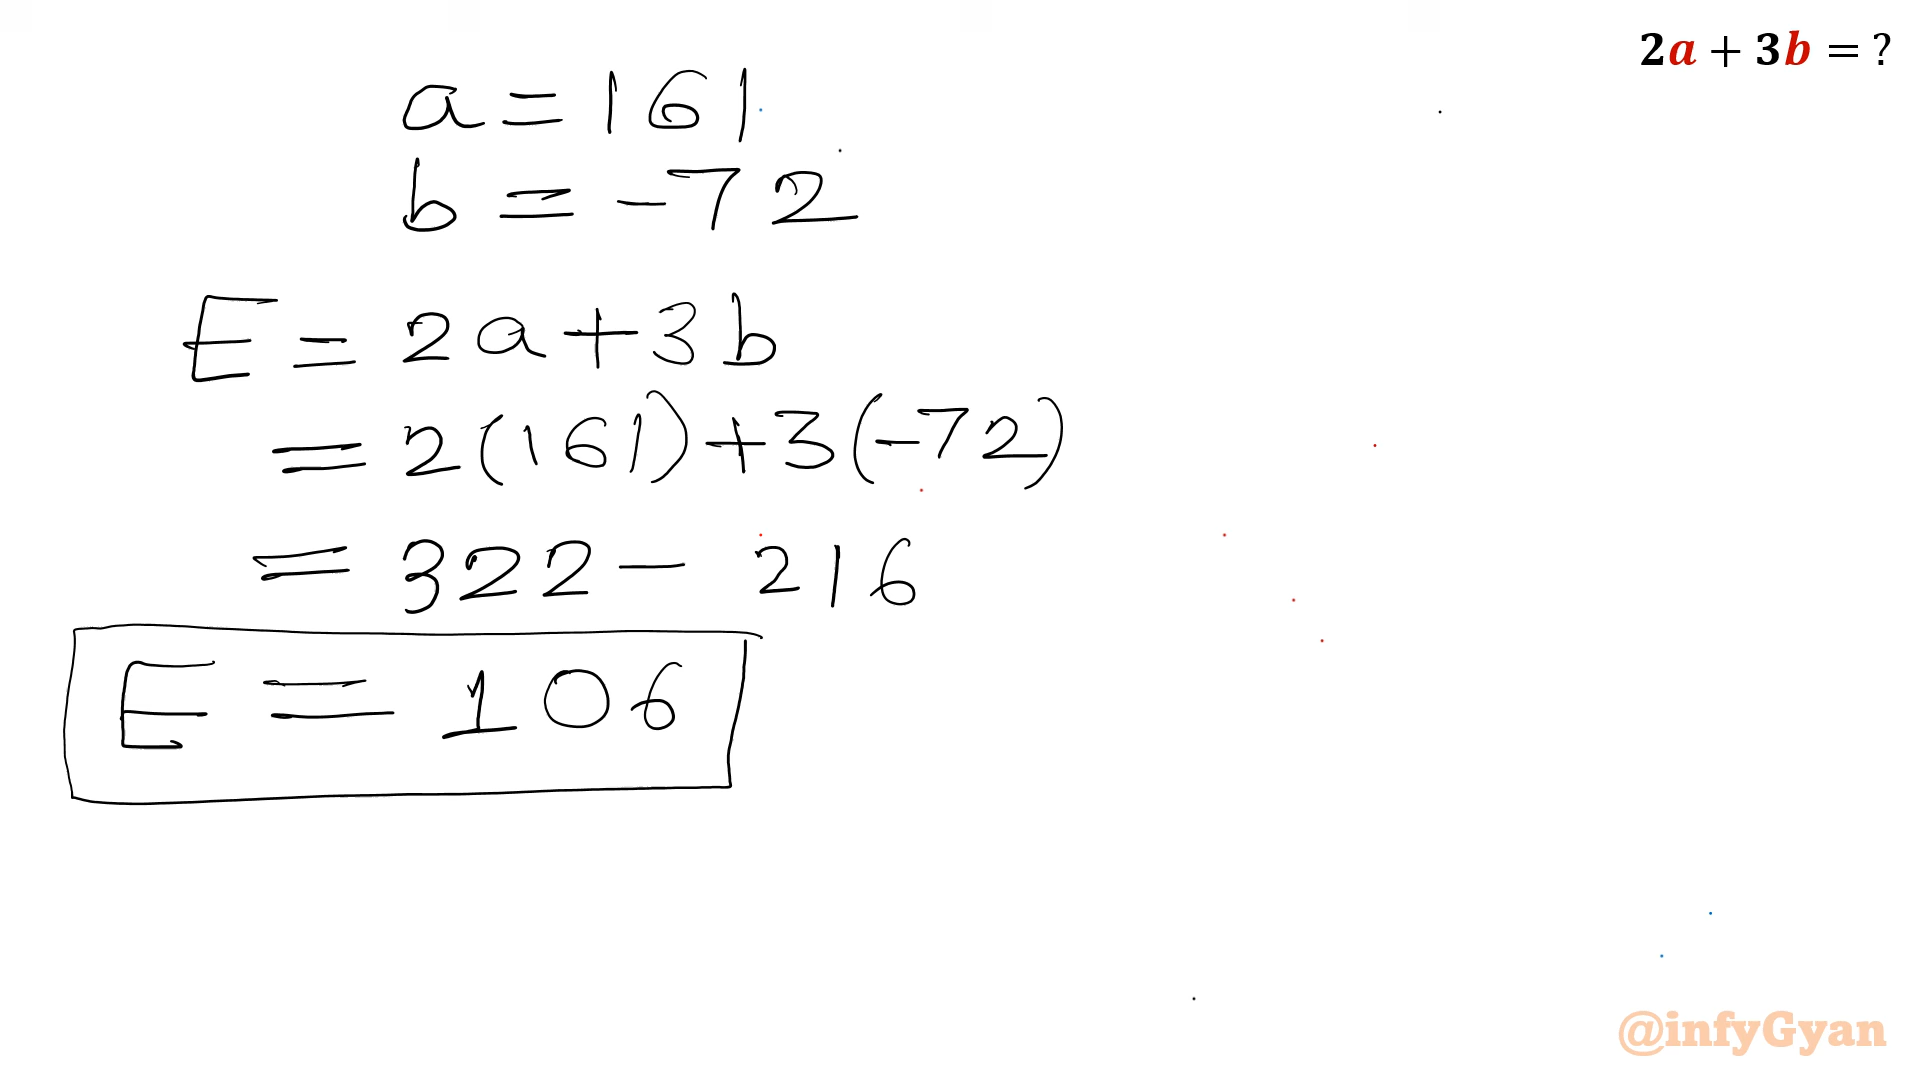 2a + 3b = ?
a = 161
b = -72
E = 2a + 3b
= 2(161) + 3(-72)
= 322 - 216
E = 106
@infyGyan